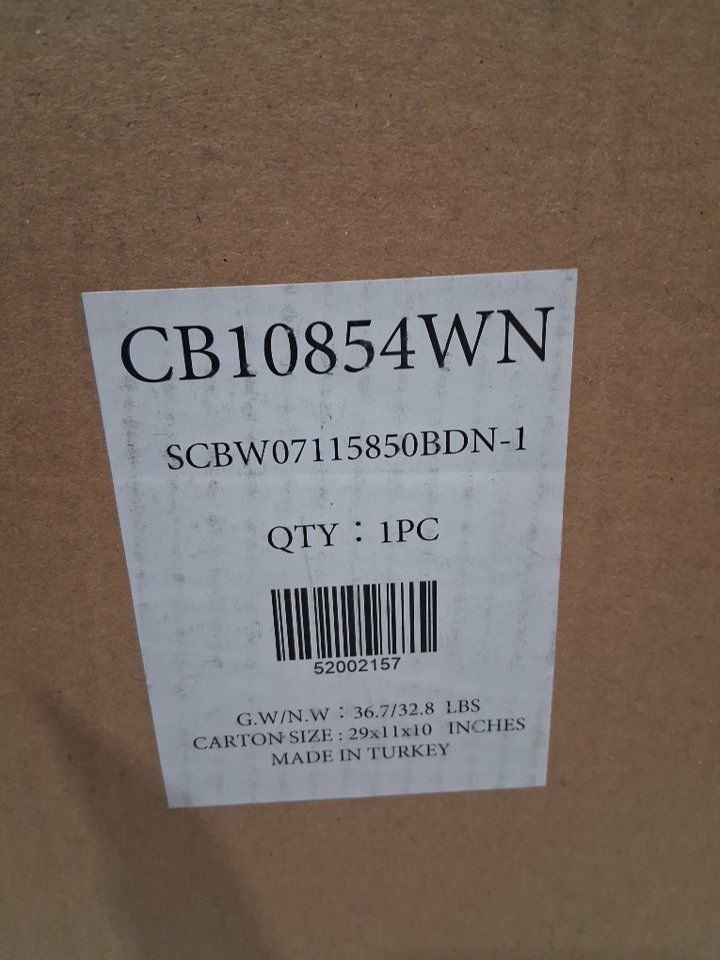 CB10854WN
SCBW07115850BDN-1
QTY : 1PC
52002157
G.W/N.W : 36.7/32.8 LBS
CARTON SIZE : 29x11x10 INCHES
MADE IN TURKEY